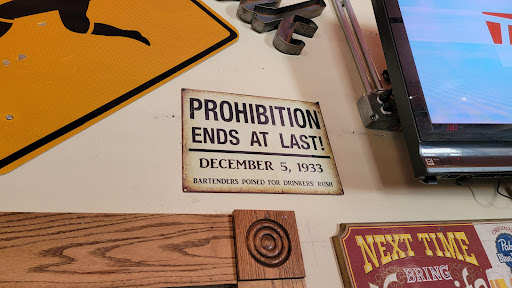 PROHIBITION
ENDS AT LAST!
DECEMBER 5, 1933
BARTENDERS POISED FOR DRINKERS' RUSH
NEXT TIME
BRING